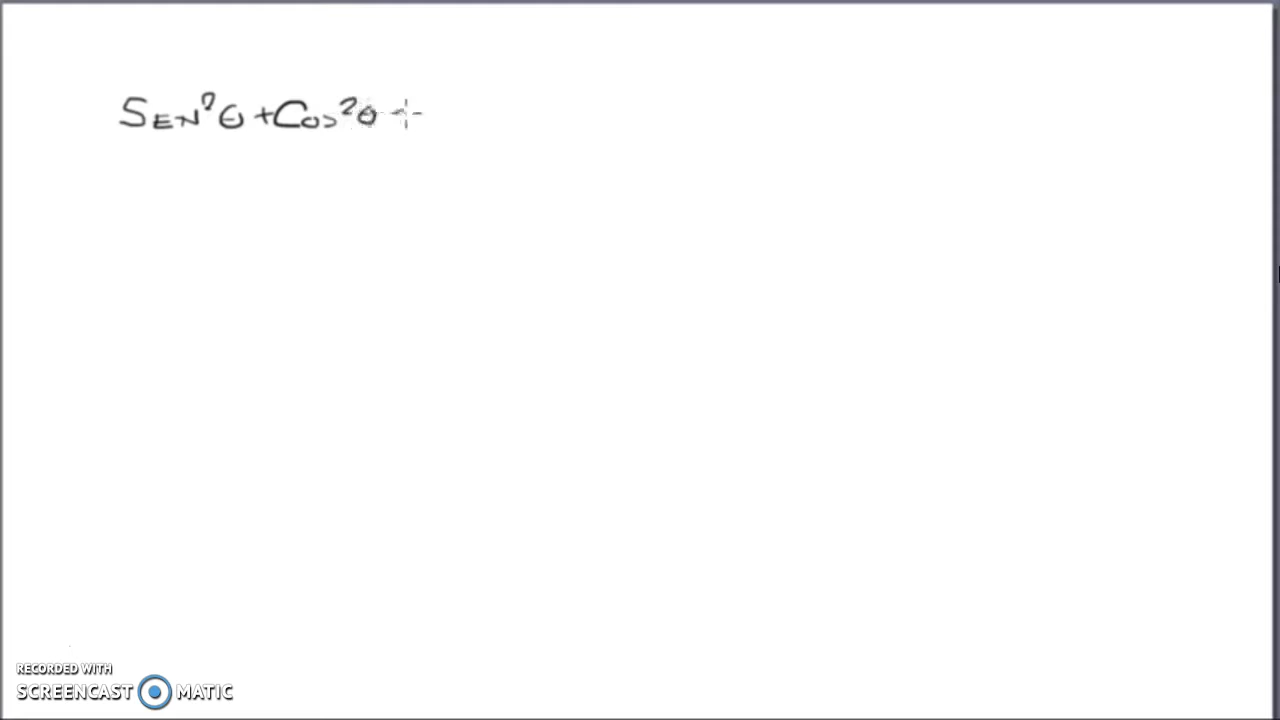 SEN²θ + Cos²θ
RECORDED WITH
SCREENCAST MATIC